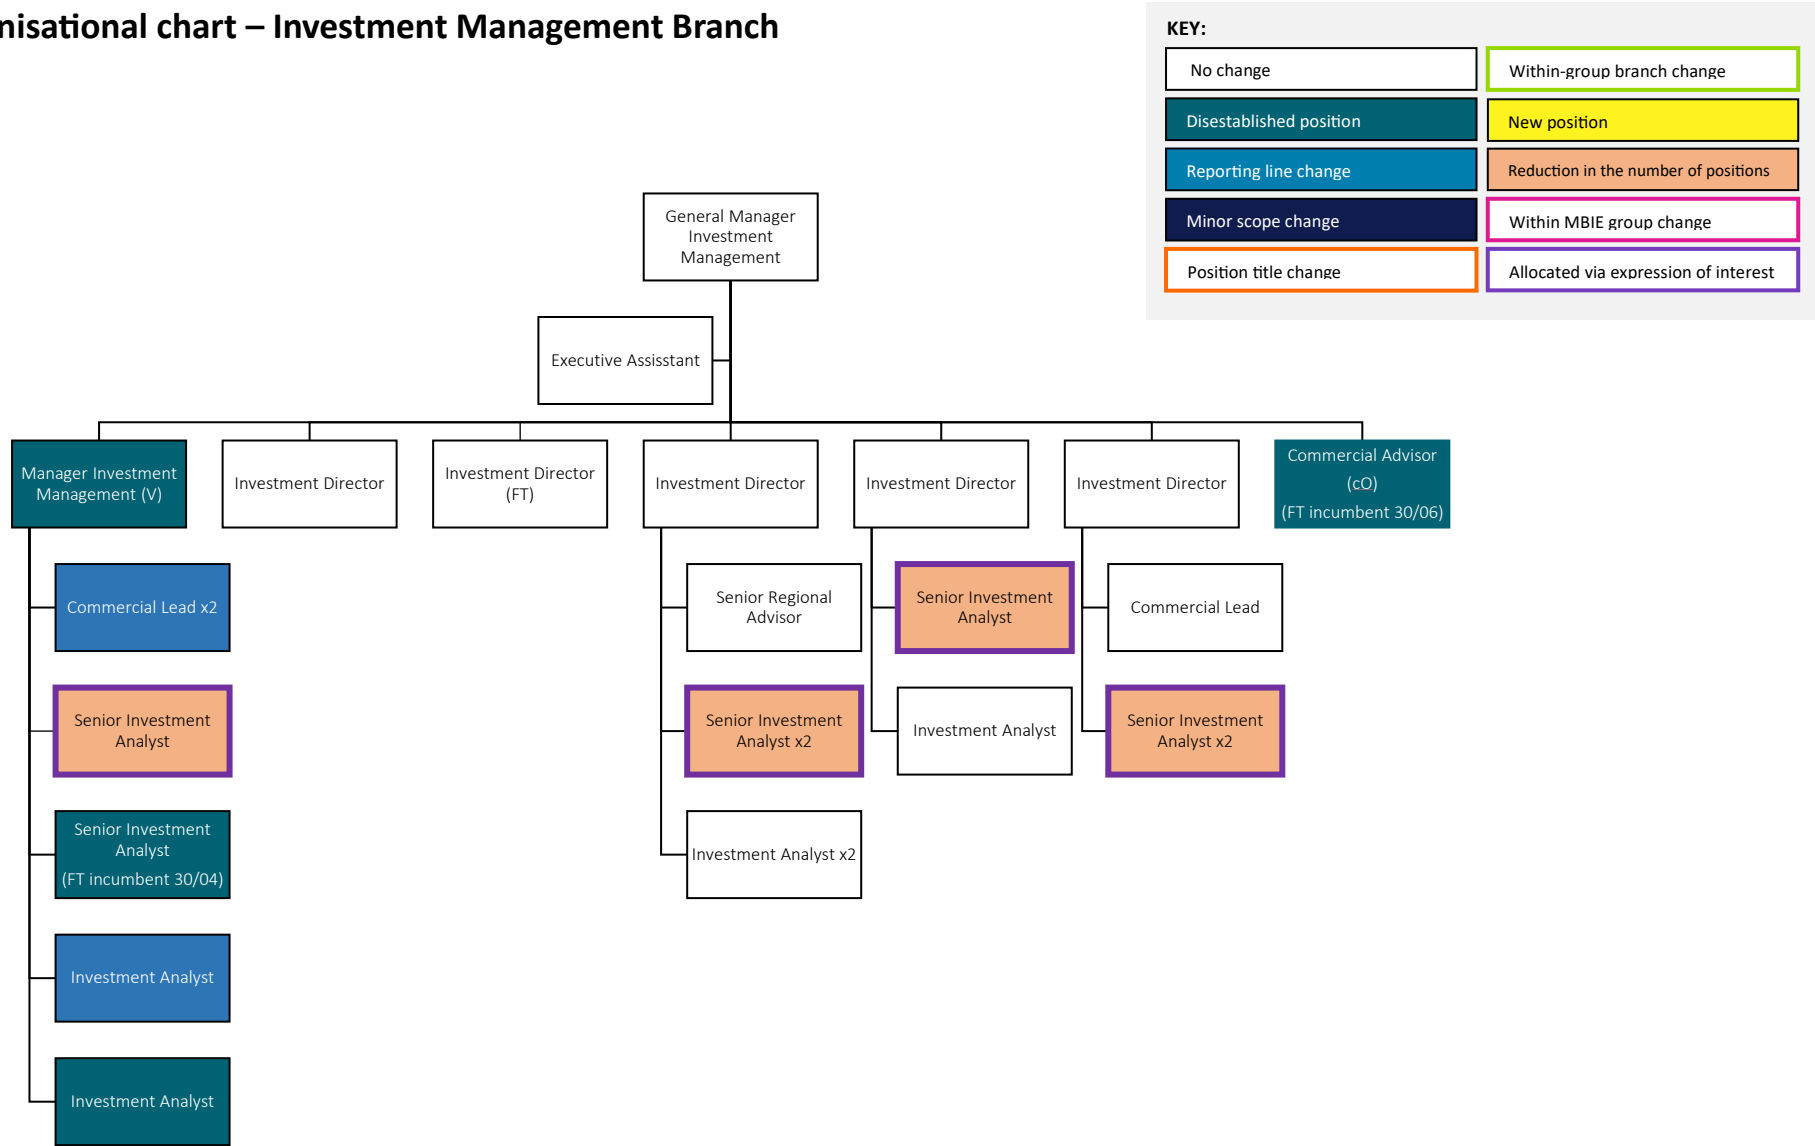 nisational chart – Investment Management Branch
KEY:
No change
Within-group branch change
Disestablished position
New position
Reporting line change
Reduction in the number of positions
Minor scope change
Within MBIE group change
Position title change
Allocated via expression of interest
General Manager
Investment
Management
Executive Assisstant
Manager Investment
Management (V)
Investment Director
Investment Director
(FT)
Investment Director
Investment Director
Investment Director
Commercial Advisor
(cO)
(FT incumbent 30/06)
Commercial Lead x2
Senior Regional
Advisor
Senior Investment
Analyst
Commercial Lead
Senior Investment
Analyst
Senior Investment
Analyst x2
Investment Analyst
Senior Investment
Analyst x2
Senior Investment
Analyst
(FT incumbent 30/04)
Investment Analyst x2
Investment Analyst
Investment Analyst